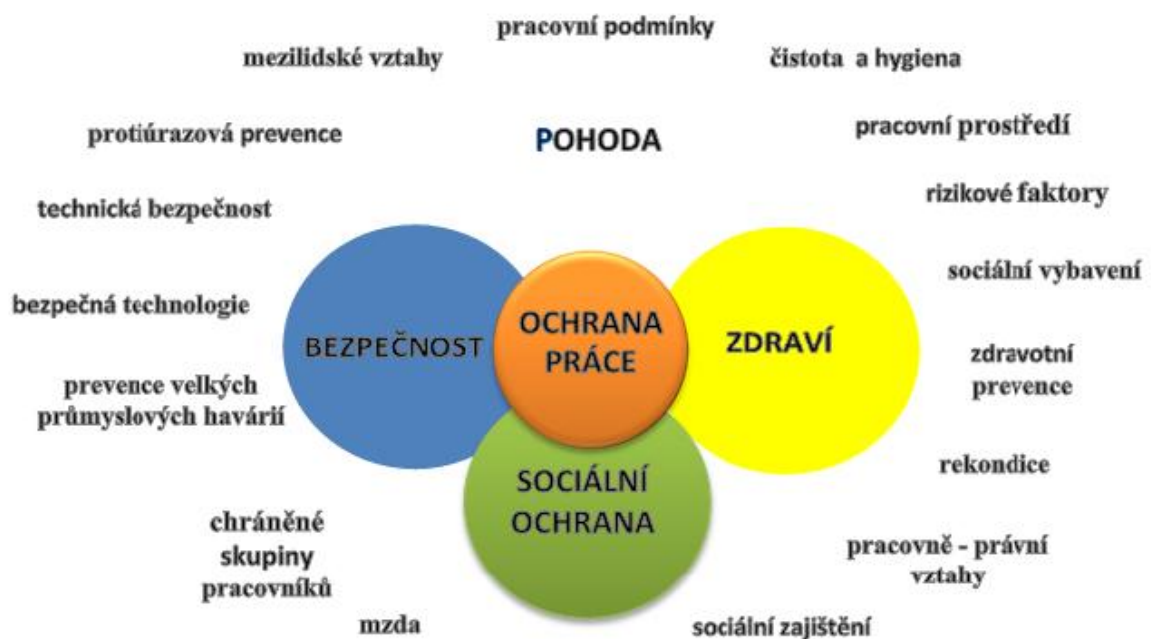 pracovní podmínky
mezilidské vztahy
čistota a hygiena
protiúrazová prevence
POHODA
pracovní prostředí
technická bezpečnost
rizikové faktory
sociální vybavení
bezpečná technologie
BEZPEČNOST
OCHRANA
PRÁCE
ZDRAVÍ
zdravotní
prevence
prevence velkých
průmyslových havárií
rekondice
SOCIÁLNÍ
OCHRANA
chráněné
skupiny
pracovníků
pracovně - právní
vztahy
mzda
sociální zajištění